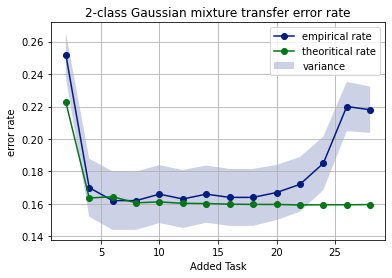 2-class Gaussian mixture transfer error rate
empirical rate
theoritical rate
variance
error rate
0.26
0.24
0.22
0.20
0.18
0.16
0.14
5 10 15 20 25
Added Task